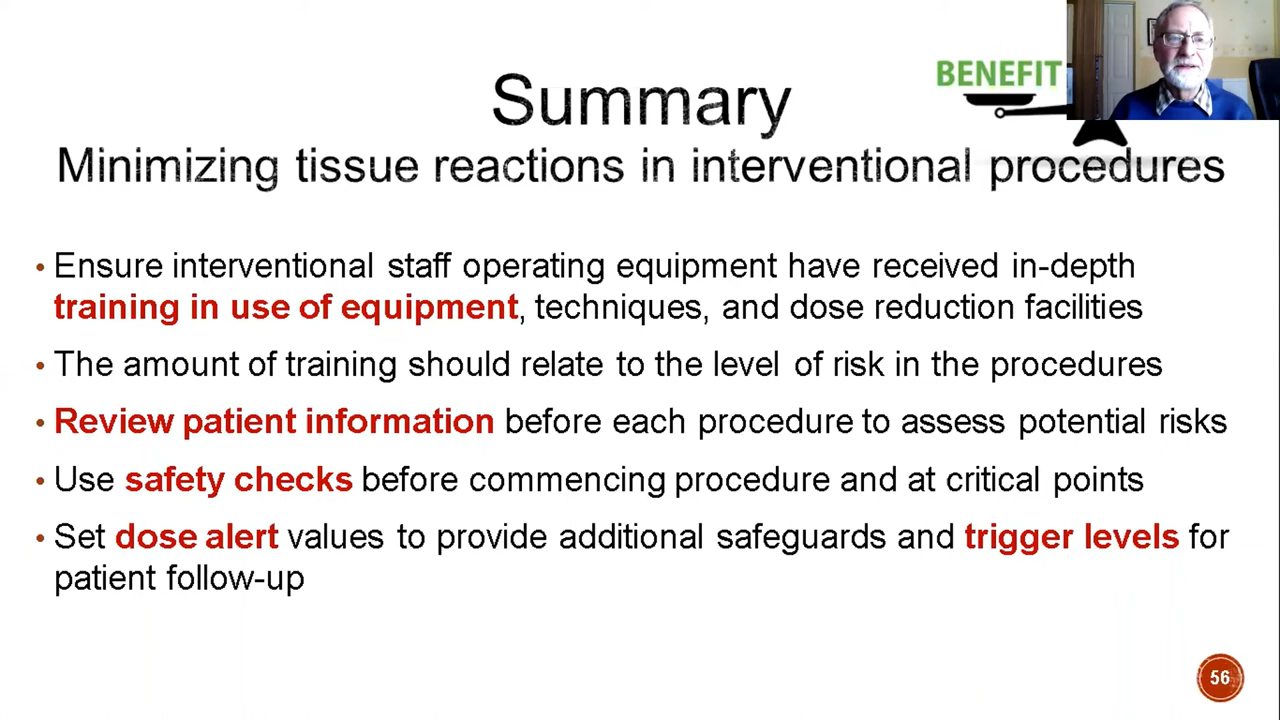 BENEFIT
Summary
Minimizing tissue reactions in interventional procedures
• Ensure interventional staff operating equipment have received in-depth
training in use of equipment, techniques, and dose reduction facilities
• The amount of training should relate to the level of risk in the procedures
• Review patient information before each procedure to assess potential risks
• Use safety checks before commencing procedure and at critical points
• Set dose alert values to provide additional safeguards and trigger levels for
patient follow-up
56